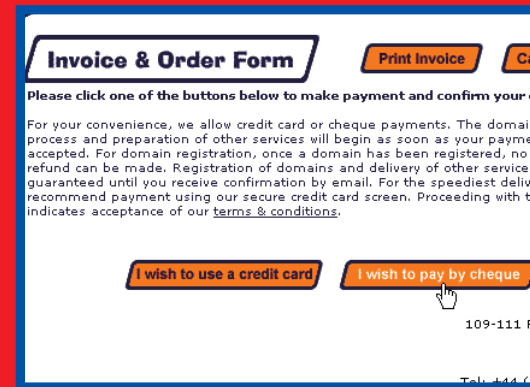 Invoice & Order Form
Print Invoice
Please click one of the buttons below to make payment and confirm your
For your convenience, we allow credit card or cheque payments. The domai
process and preparation of other services will begin as soon as your payme
accepted. For domain registration, once a domain has been registered, no
refund can be made. Registration of domains and delivery of other service
guaranteed until you receive confirmation by email. For the speediest deliv
recommend payment using our secure credit card screen. Proceeding with t
indicates acceptance of our terms & conditions.
I wish to use a credit card
I wish to pay by cheque
109-111
Tel: +44 (